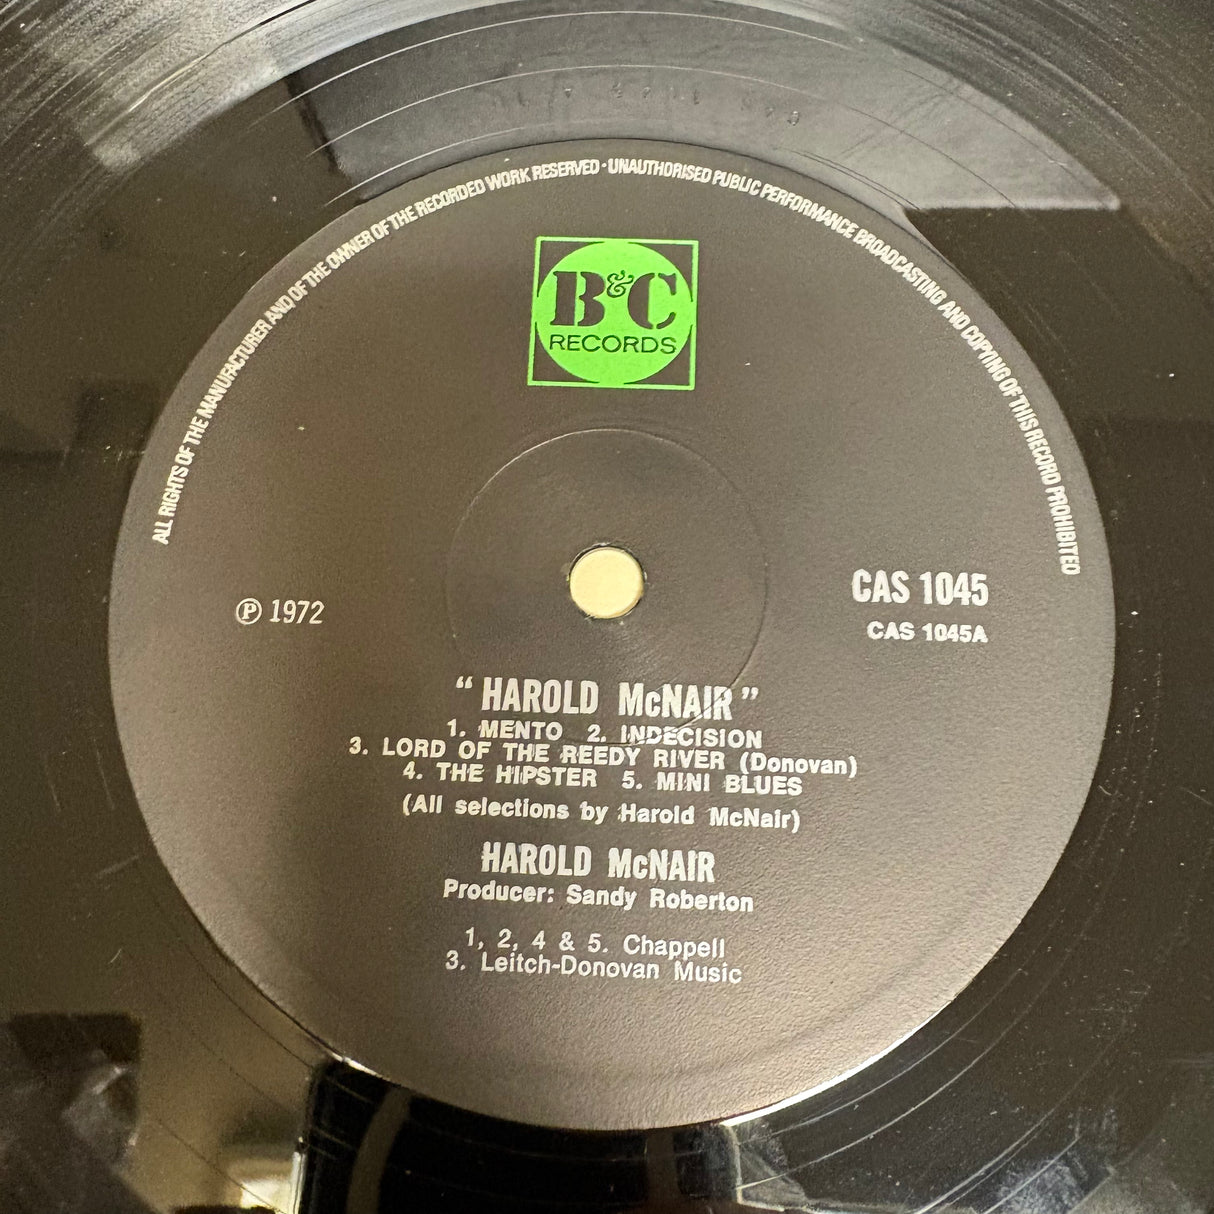 ALL RIGHTS OF THE MANUFACTURER AND OF THE OWNER OF THE RECORDED WORK RESERVED · UNAUTHORISED PUBLIC PERFORMANCE BROADCASTING AND COPYING OF THIS RECORD PROHIBITED
B&C
RECORDS
℗ 1972
CAS 1045
CAS 1045A
“HAROLD McNAIR”
1. MENTO 2. INDECISION
3. LORD OF THE REEDY RIVER (Donovan)
4. THE HIPSTER 5. MINI BLUES
(All selections by Harold McNair)
HAROLD McNAIR
Producer: Sandy Roberton
1, 2, 4 & 5. Chappell
3. Leitch-Donovan Music